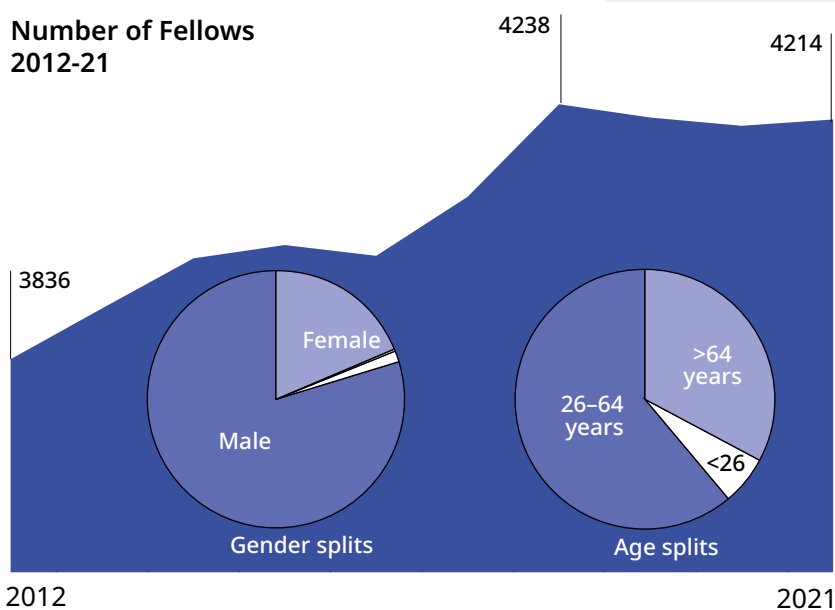 Number of Fellows
2012-21
4238
4214
3836
Female
Male
Gender splits
>64
years
26–64
years
<26
Age splits
2012
2021